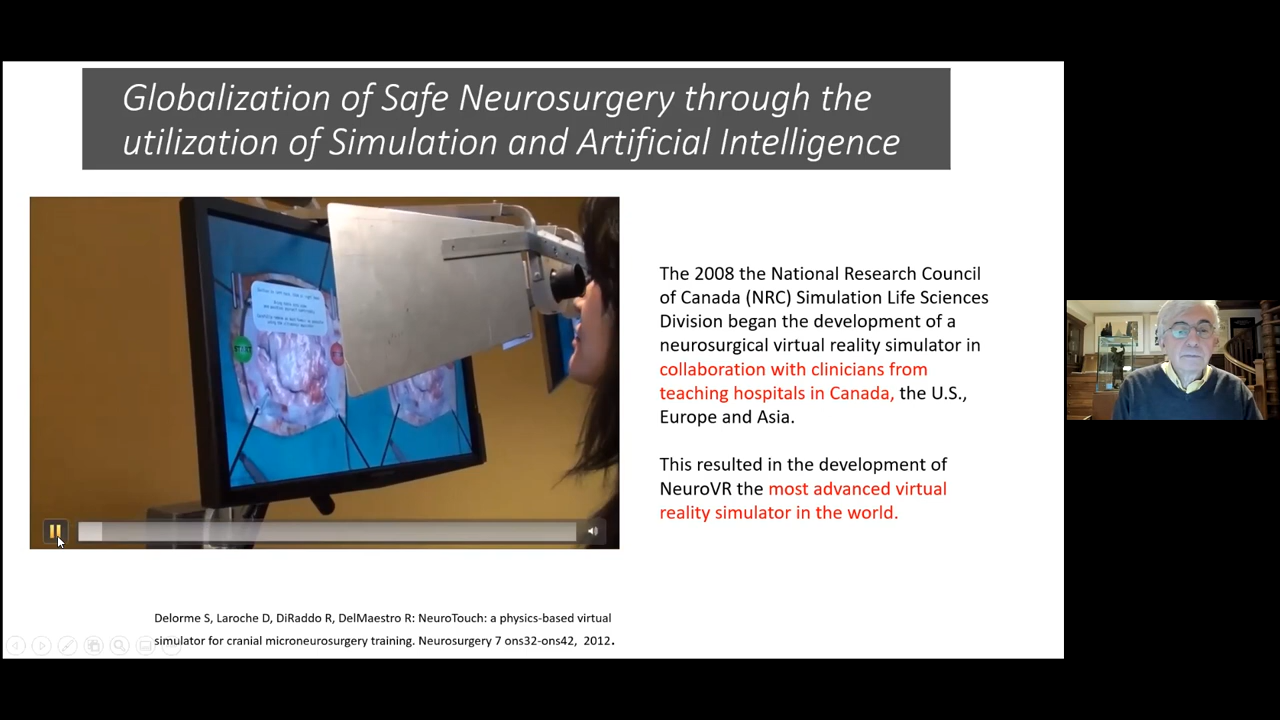 Globalization of Safe Neurosurgery through the
utilization of Simulation and Artificial Intelligence
The 2008 the National Research Council
of Canada (NRC) Simulation Life Sciences
Division began the development of a
neurosurgical virtual reality simulator in
collaboration with clinicians from
teaching hospitals in Canada, the U.S.,
Europe and Asia.
This resulted in the development of
NeuroVR the most advanced virtual
reality simulator in the world.
Delorme S, Laroche D, DiRaddo R, DelMaestro R: NeuroTouch: a physics-based virtual
simulator for cranial microneurosurgery training. Neurosurgery 7 ons32-ons42, 2012.